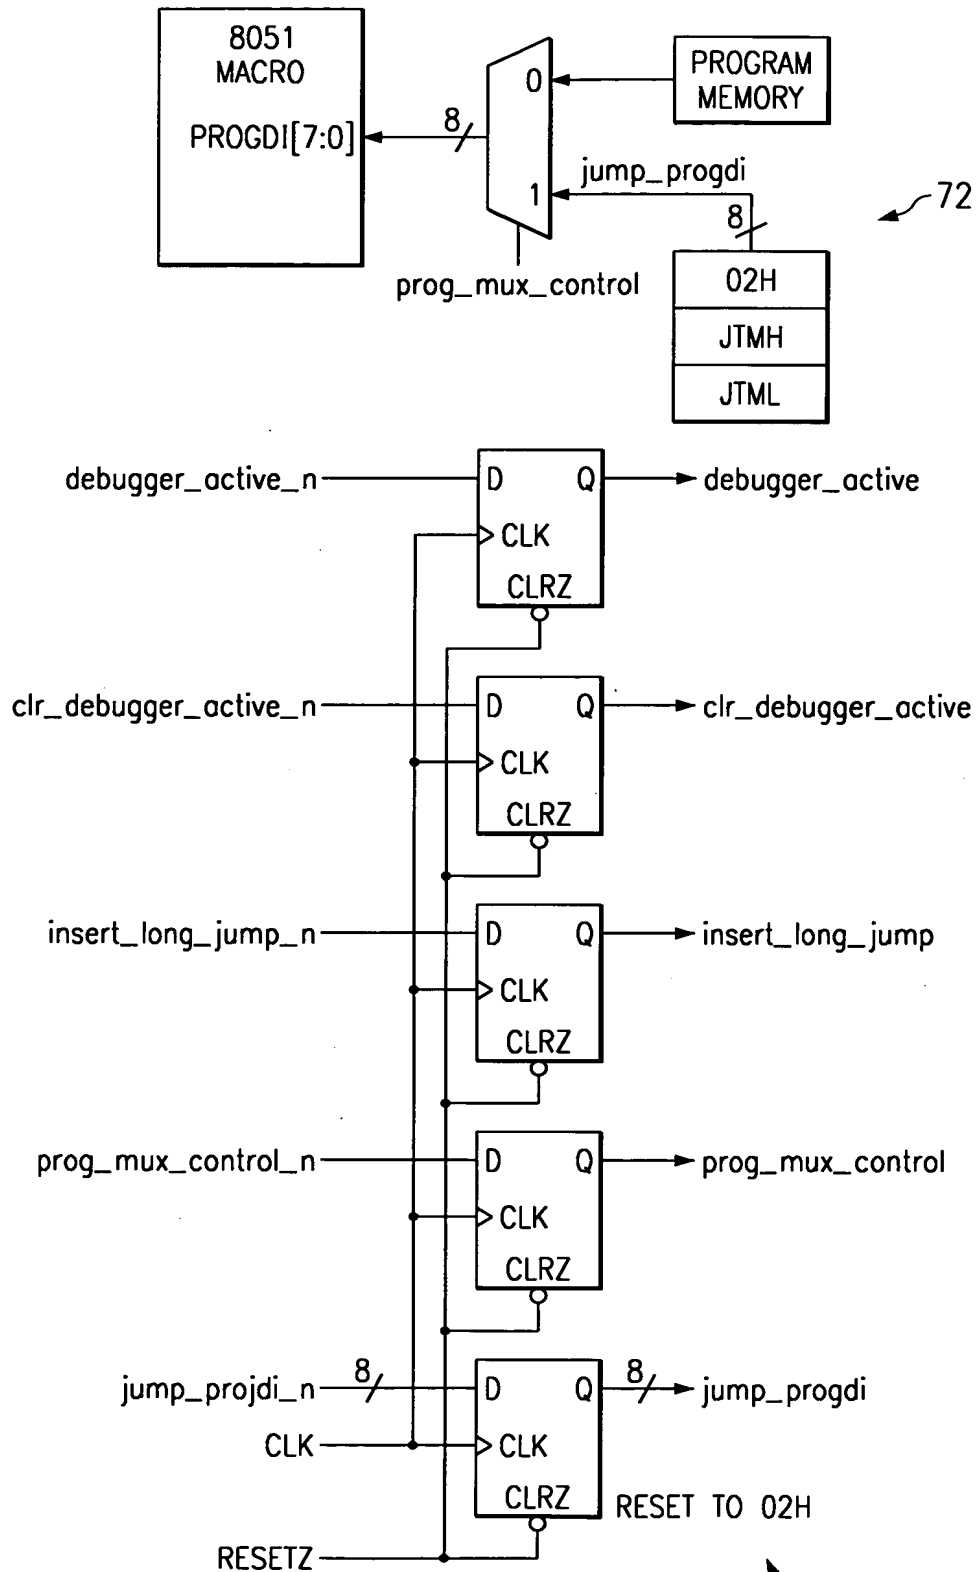 8051
MACRO
PROGDI[7:0]
8
0
1
PROGRAM
MEMORY
jump_progdi
8
72
prog_mux_control
02H
JTMH
JTML
debugger_active_n
D
Q
debugger_active
CLK
CLRZ
clr_debugger_active_n
D
Q
clr_debugger_active
CLK
CLRZ
insert_long_jump_n
D
Q
insert_long_jump
CLK
CLRZ
prog_mux_control_n
D
Q
prog_mux_control
CLK
CLRZ
jump_projdi_n
8
D
Q
8
jump_progdi
CLK
CLK
CLRZ
RESET TO 02H
RESETZ